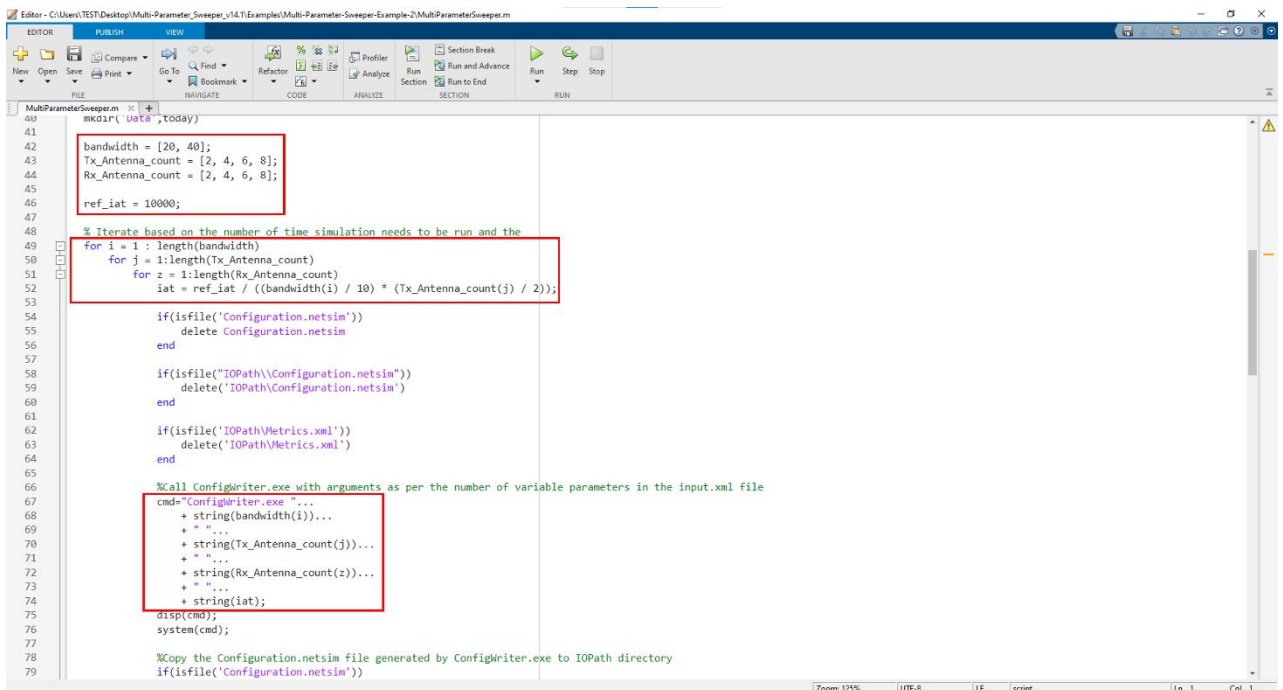 Editor - C:\Users\TEST\Desktop\Multi-Parameter_Sweeper_v14.1\Examples\Multi-Parameter-Sweeper-Example-2\MultiParameterSweeper.m
EDITOR PUBLISH VIEW
New Open Save Compare Print Go To Find Bookmark Refactor Profiler Analyze Run Section Section Break Run and Advance Run to End Run Step Stop
FILE NAVIGATE CODE ANALYZE SECTION RUN
MultiParameterSweeper.m
40 mkdir('Data',today)
41
42 bandwidth = [20, 40];
43 Tx_Antenna_count = [2, 4, 6, 8];
44 Rx_Antenna_count = [2, 4, 6, 8];
45
46 ref_iat = 10000;
47
48 % Iterate based on the number of time simulation needs to be run and the
49 for i = 1 : length(bandwidth)
50 for j = 1:length(Tx_Antenna_count)
51 for z = 1:length(Rx_Antenna_count)
52 iat = ref_iat / ((bandwidth(i) / 10) * (Tx_Antenna_count(j) / 2));
53
54 if(isfile('Configuration.netsim'))
55 delete Configuration.netsim
56 end
57
58 if(isfile("IOPath\\Configuration.netsim"))
59 delete('IOPath\Configuration.netsim')
60 end
61
62 if(isfile('IOPath\Metrics.xml'))
63 delete('IOPath\Metrics.xml')
64 end
65
66 %Call ConfigWriter.exe with arguments as per the number of variable parameters in the input.xml file
67 cmd="ConfigWriter.exe "...
68 + string(bandwidth(i))...
69 + " "...
70 + string(Tx_Antenna_count(j))...
71 + " "...
72 + string(Rx_Antenna_count(z))...
73 + " "...
74 + string(iat);
75 disp(cmd);
76 system(cmd);
77
78 %Copy the Configuration.netsim file generated by ConfigWriter.exe to IOPath directory
79 if(isfile('Configuration.netsim'))
Zoom: 125% UTF-8 LF script Ln 1 Col 1